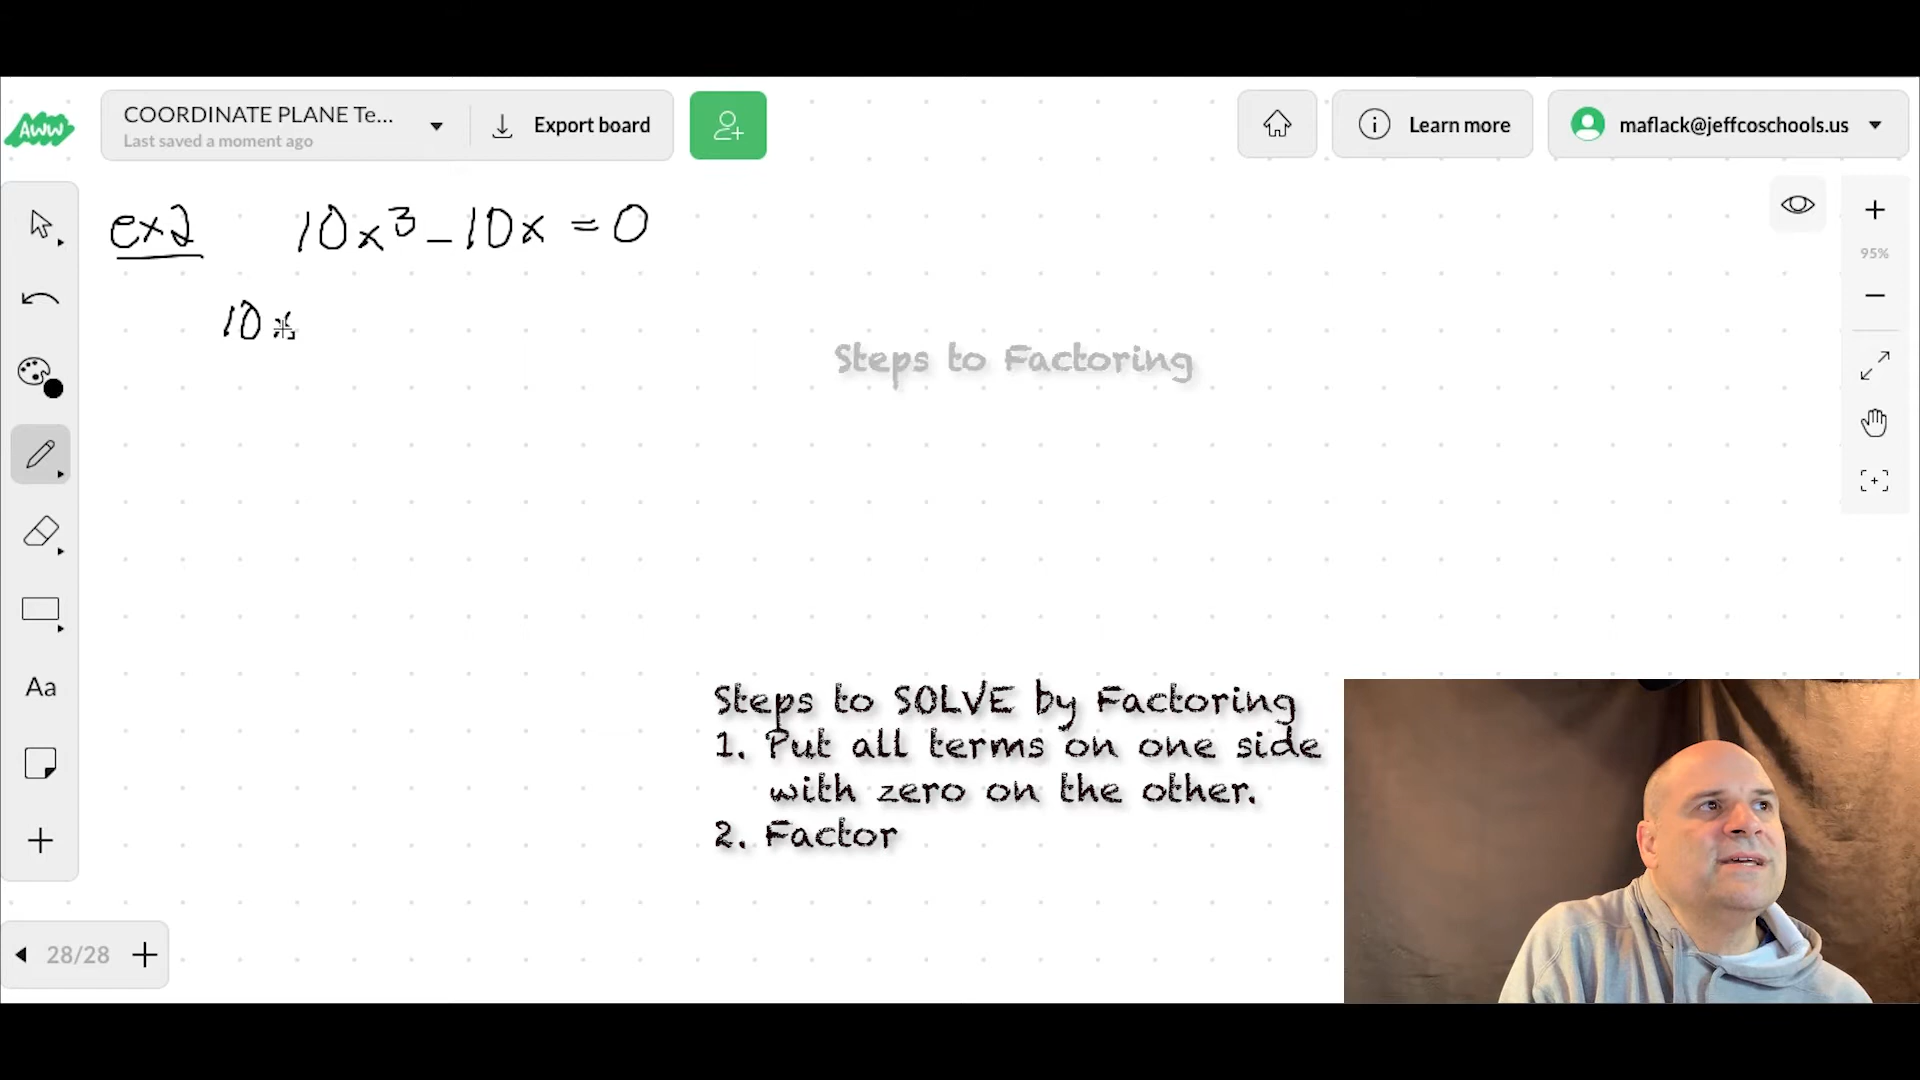 AWW
COORDINATE PLANE Te...
Last saved a moment ago
Export board
Learn more
maflack@jeffcoschools.us
ex2 10x³ - 10x = 0
95%
10x
Steps to Factoring
Steps to SOLVE by Factoring
1. Put all terms on one side
with zero on the other.
2. Factor
Aa
28/28